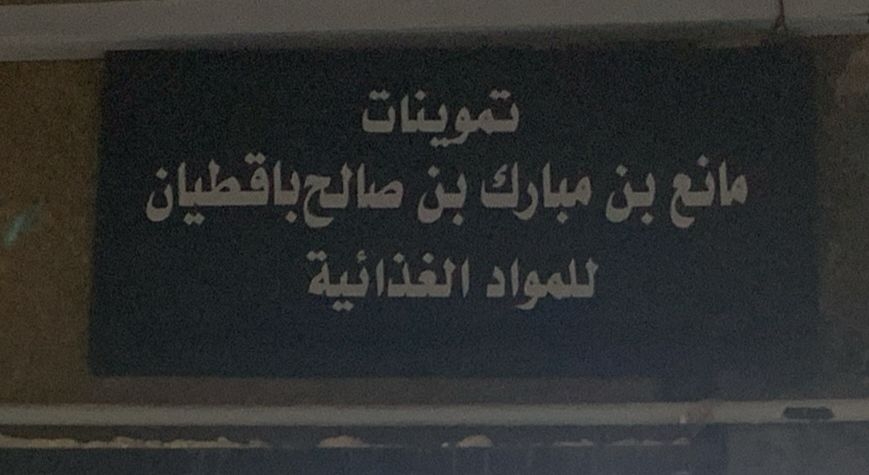 تموينات
مانع بن مبارك بن صالح باقطيان
للمواد الغذائية